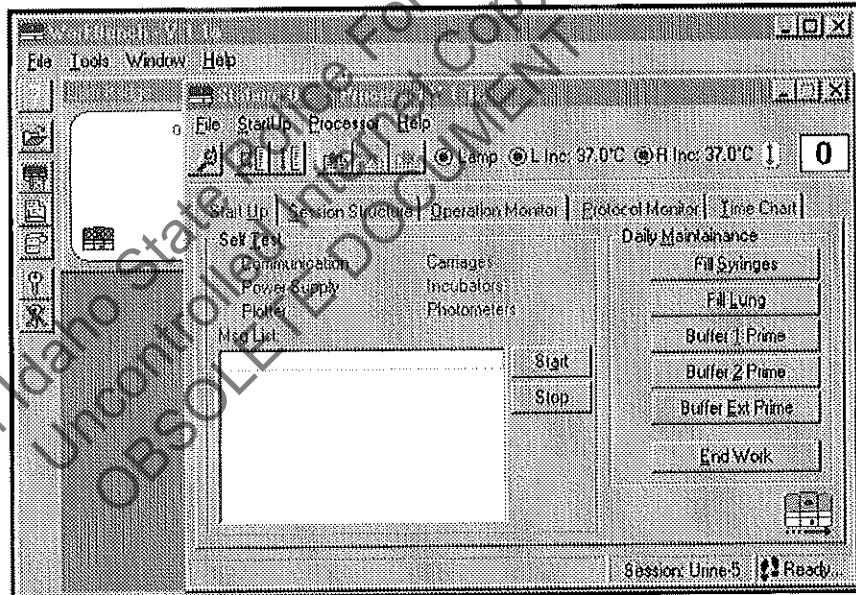 File Tools Window Help
File StartUp Processor Help
Lamp L Inc: 37.0°C R Inc: 37.0°C 0
Start Up Session Structure Operation Monitor Protocol Monitor Time Chart
Self Test
Communication Carriages
Power Supply Incubators
Plotter Photometers
Msg List:
Start
Stop
Daily Maintainance
Fill Syringes
Fill Lung
Buffer 1 Prime
Buffer 2 Prime
Buffer Ext Prime
End Work
Session: Urine-5 Ready...
Idaho State Police For
Uncontrolled Internet Copy
OBSOLETE DOCUMENT